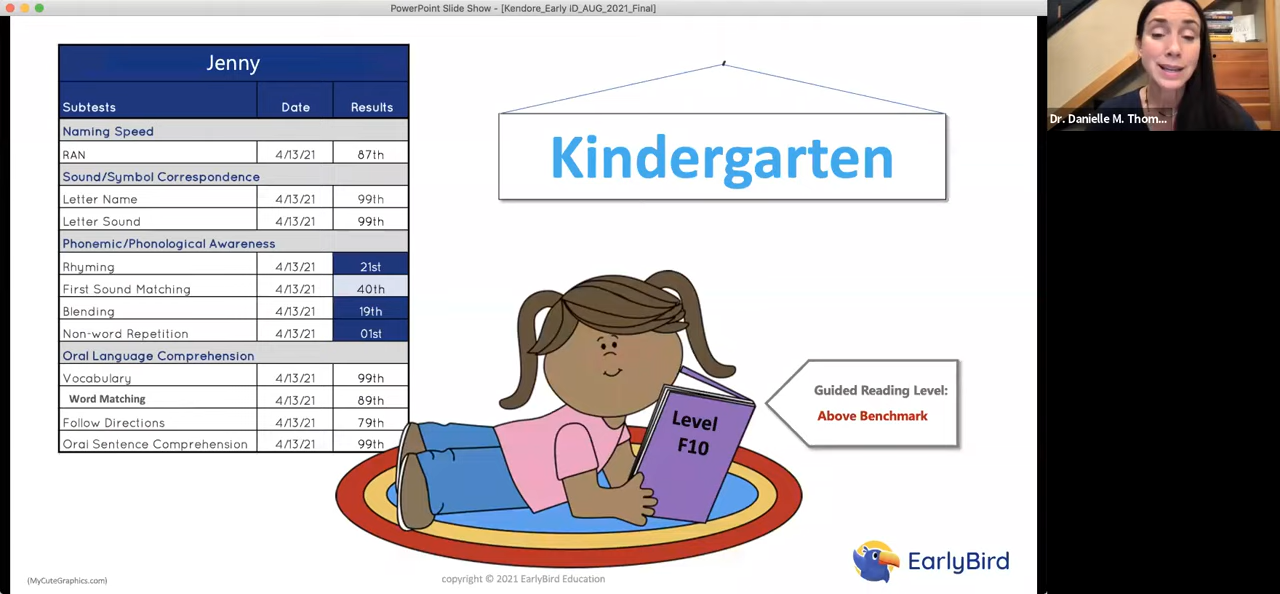 PowerPoint Slide Show - [Kendore_Early iD_AUG_2021_Final]
Jenny
Subtests Date Results
Naming Speed
RAN 4/13/21 87th
Sound/Symbol Correspondence
Letter Name 4/13/21 99th
Letter Sound 4/13/21 99th
Phonemic/Phonological Awareness
Rhyming 4/13/21 21st
First Sound Matching 4/13/21 40th
Blending 4/13/21 19th
Non-word Repetition 4/13/21 01st
Oral Language Comprehension
Vocabulary 4/13/21 99th
Word Matching 4/13/21 89th
Follow Directions 4/13/21 79th
Oral Sentence Comprehension 4/13/21 99th
Kindergarten
Level
F10
Guided Reading Level:
Above Benchmark
EarlyBird
(MyCuteGraphics.com)
copyright © 2021 EarlyBird Education
Dr. Danielle M. Thom...